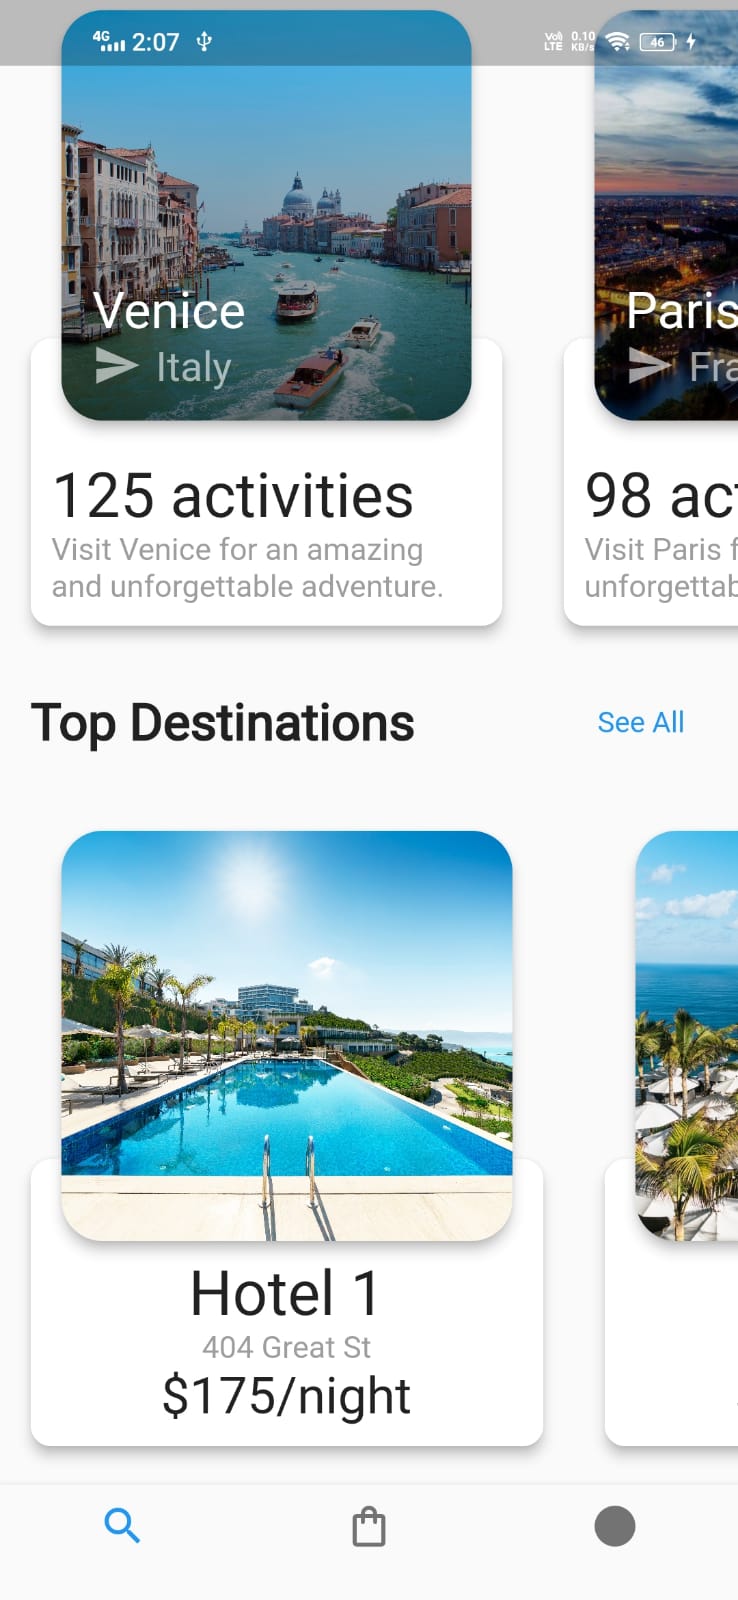 4G 2:07 Vo) LTE 0.10 KB/s 46
Venice
Italy
Paris
Fra
125 activities
Visit Venice for an amazing
and unforgettable adventure.
98 act
Visit Paris f
unforgettab
Top Destinations
See All
Hotel 1
404 Great St
$175/night